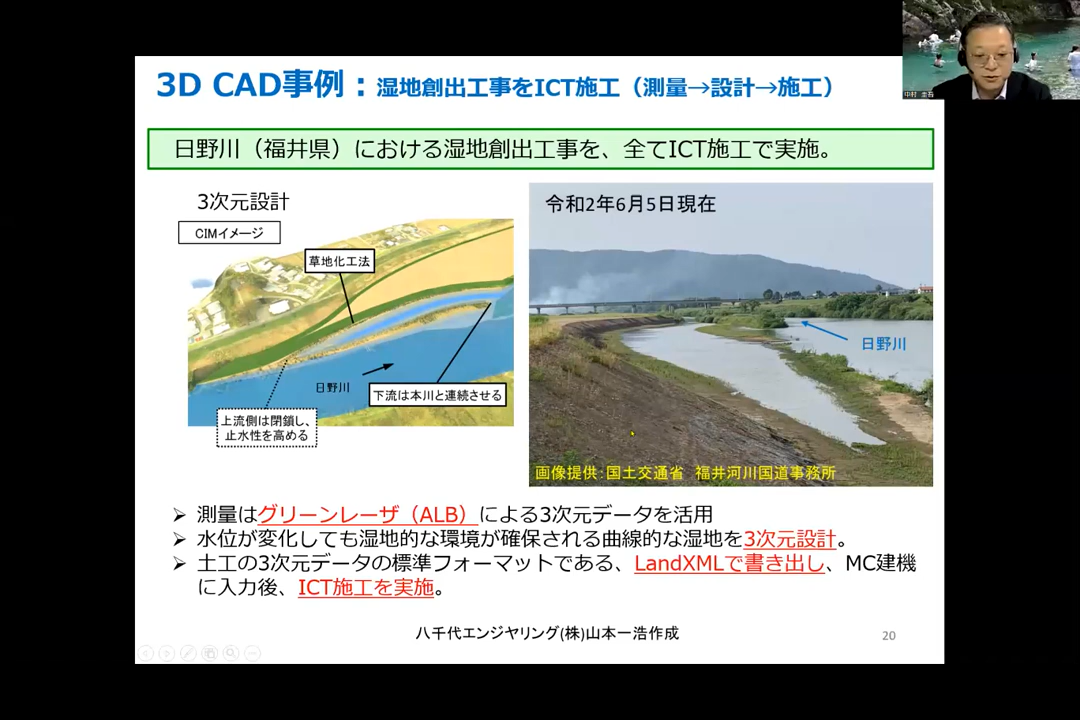 3D CAD事例：湿地創出工事をICT施工（測量→設計→施工）
日野川（福井県）における湿地創出工事を、全てICT施工で実施。
3次元設計
CIMイメージ
草地化工法
日野川
下流は本川と連続させる
上流側は閉鎖し、
止水性を高める
令和2年6月5日現在
日野川
画像提供：国土交通省　福井河川国道事務所
➢ 測量はグリーンレーザ（ALB）による3次元データを活用
➢ 水位が変化しても湿地的な環境が確保される曲線的な湿地を3次元設計。
➢ 土工の3次元データの標準フォーマットである、LandXMLで書き出し、MC建機
に入力後、ICT施工を実施。
八千代エンジヤリング(株)山本一浩作成
20